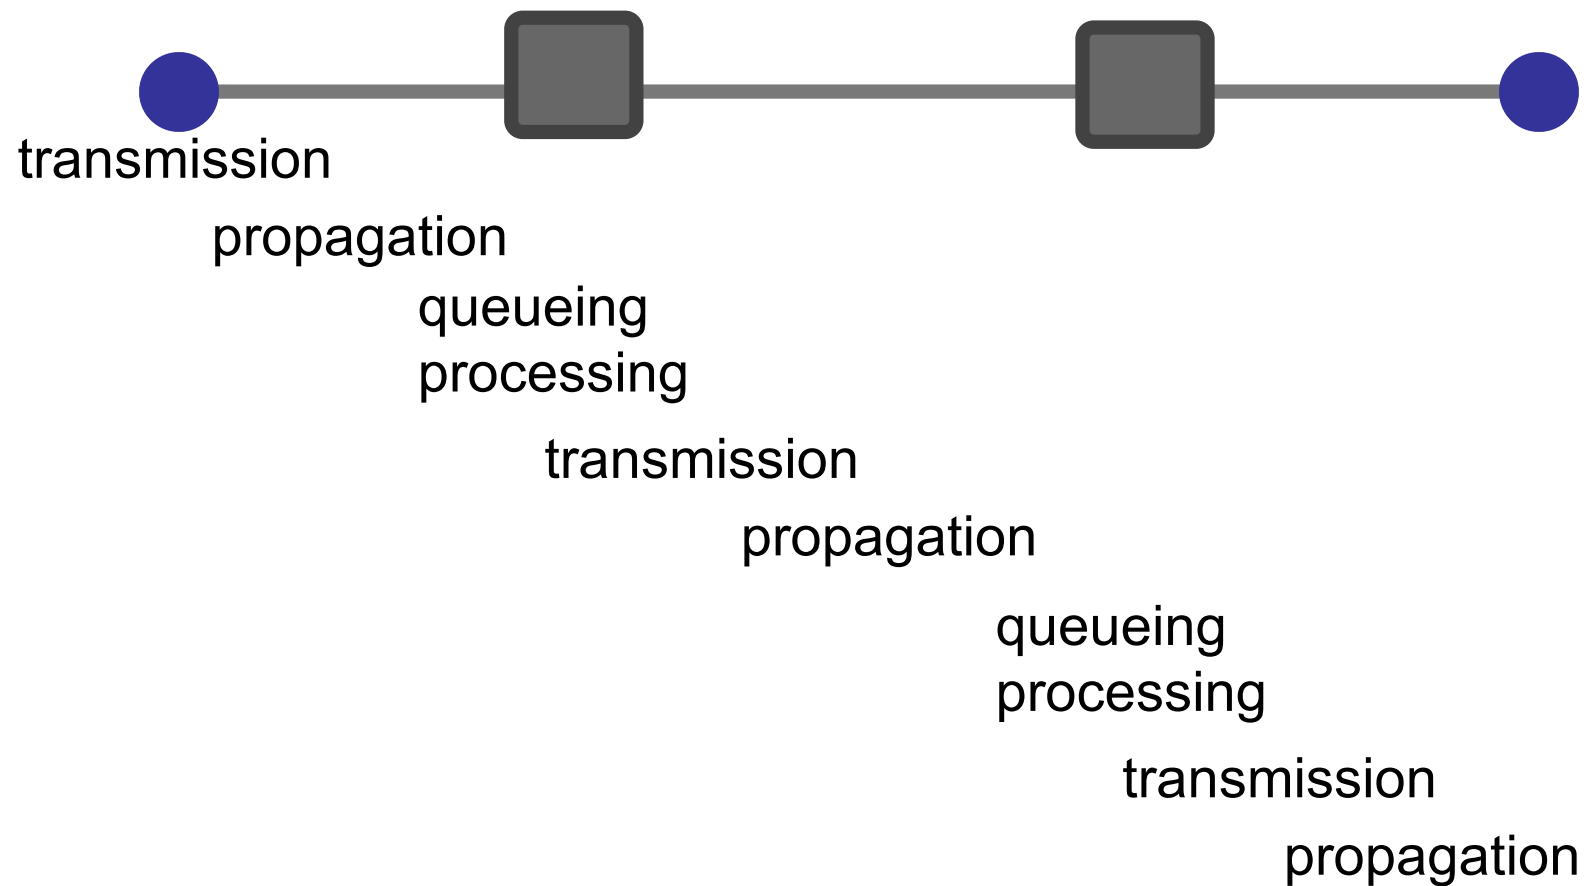 transmission
propagation
queueing
processing
transmission
propagation
queueing
processing
transmission
propagation